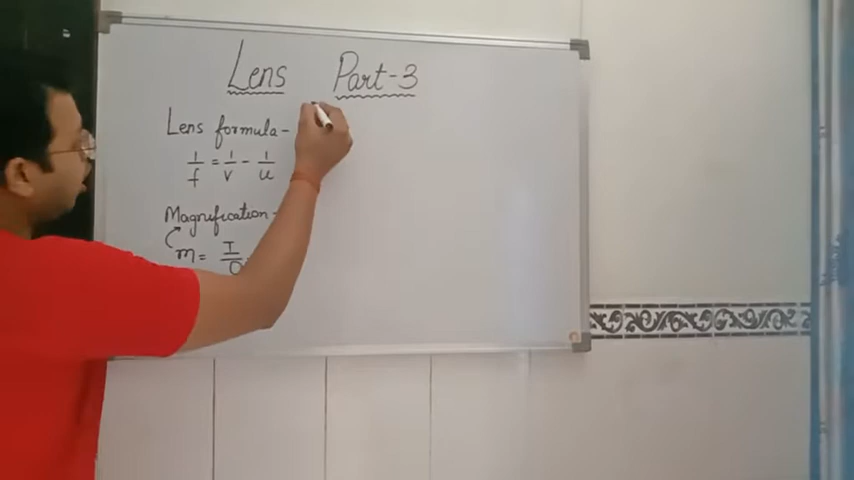 Lens Part-3
Lens formula-
1/f = 1/v - 1/u
Magnification-
m = I/O